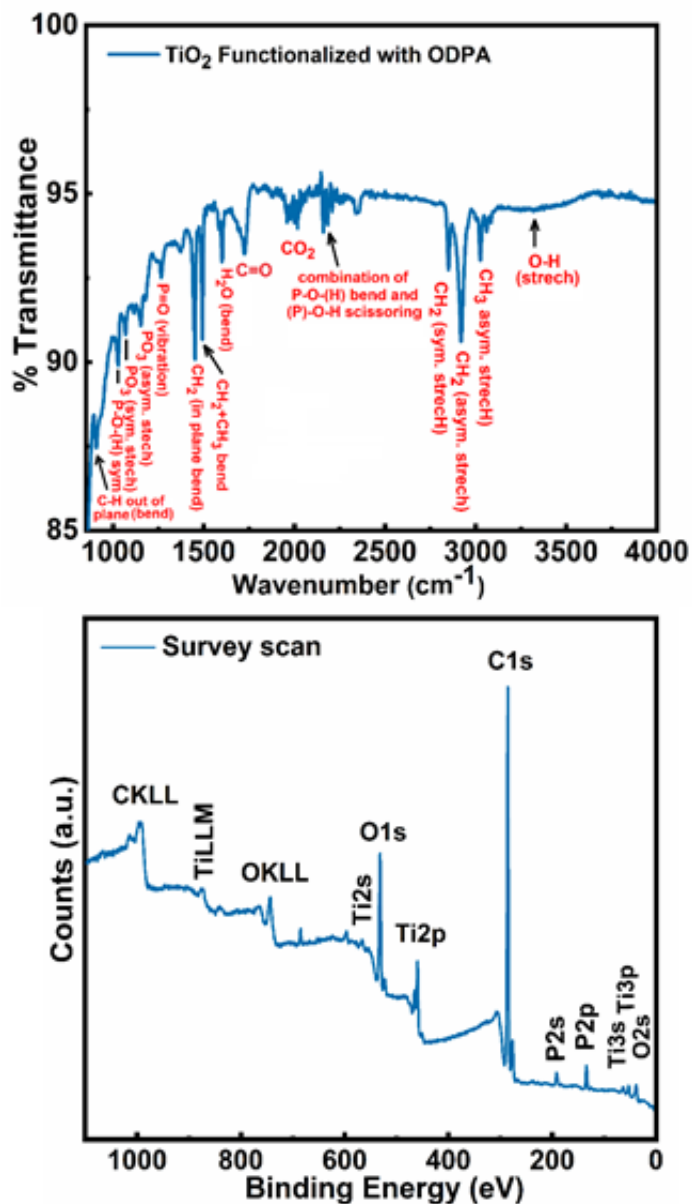 100
TiO2 Functionalized with ODPA
% Transmittance
95
90
85
C-H out of
plane (bend)
P-O-(H) sym
PO3 (sym. stech)
PO3 (asym. stech)
P=O (vibration)
CH2 (in plane bend)
CH2+CH3 bend
H2O (bend)
C=O
CO2
combination of
P-O-(H) bend and
(P)-O-H scissoring
CH2 (sym. strecH)
CH2 (asym. strech)
CH3 asym. strecH)
O-H
(strech)
1000 1500 2000 2500 3000 3500 4000
Wavenumber (cm-1)
Survey scan
Counts (a.u.)
CKLL
TiLLM
OKLL
Ti2s
O1s
Ti2p
C1s
P2s
P2p
Ti3s
Ti3p
O2s
1000 800 600 400 200 0
Binding Energy (eV)